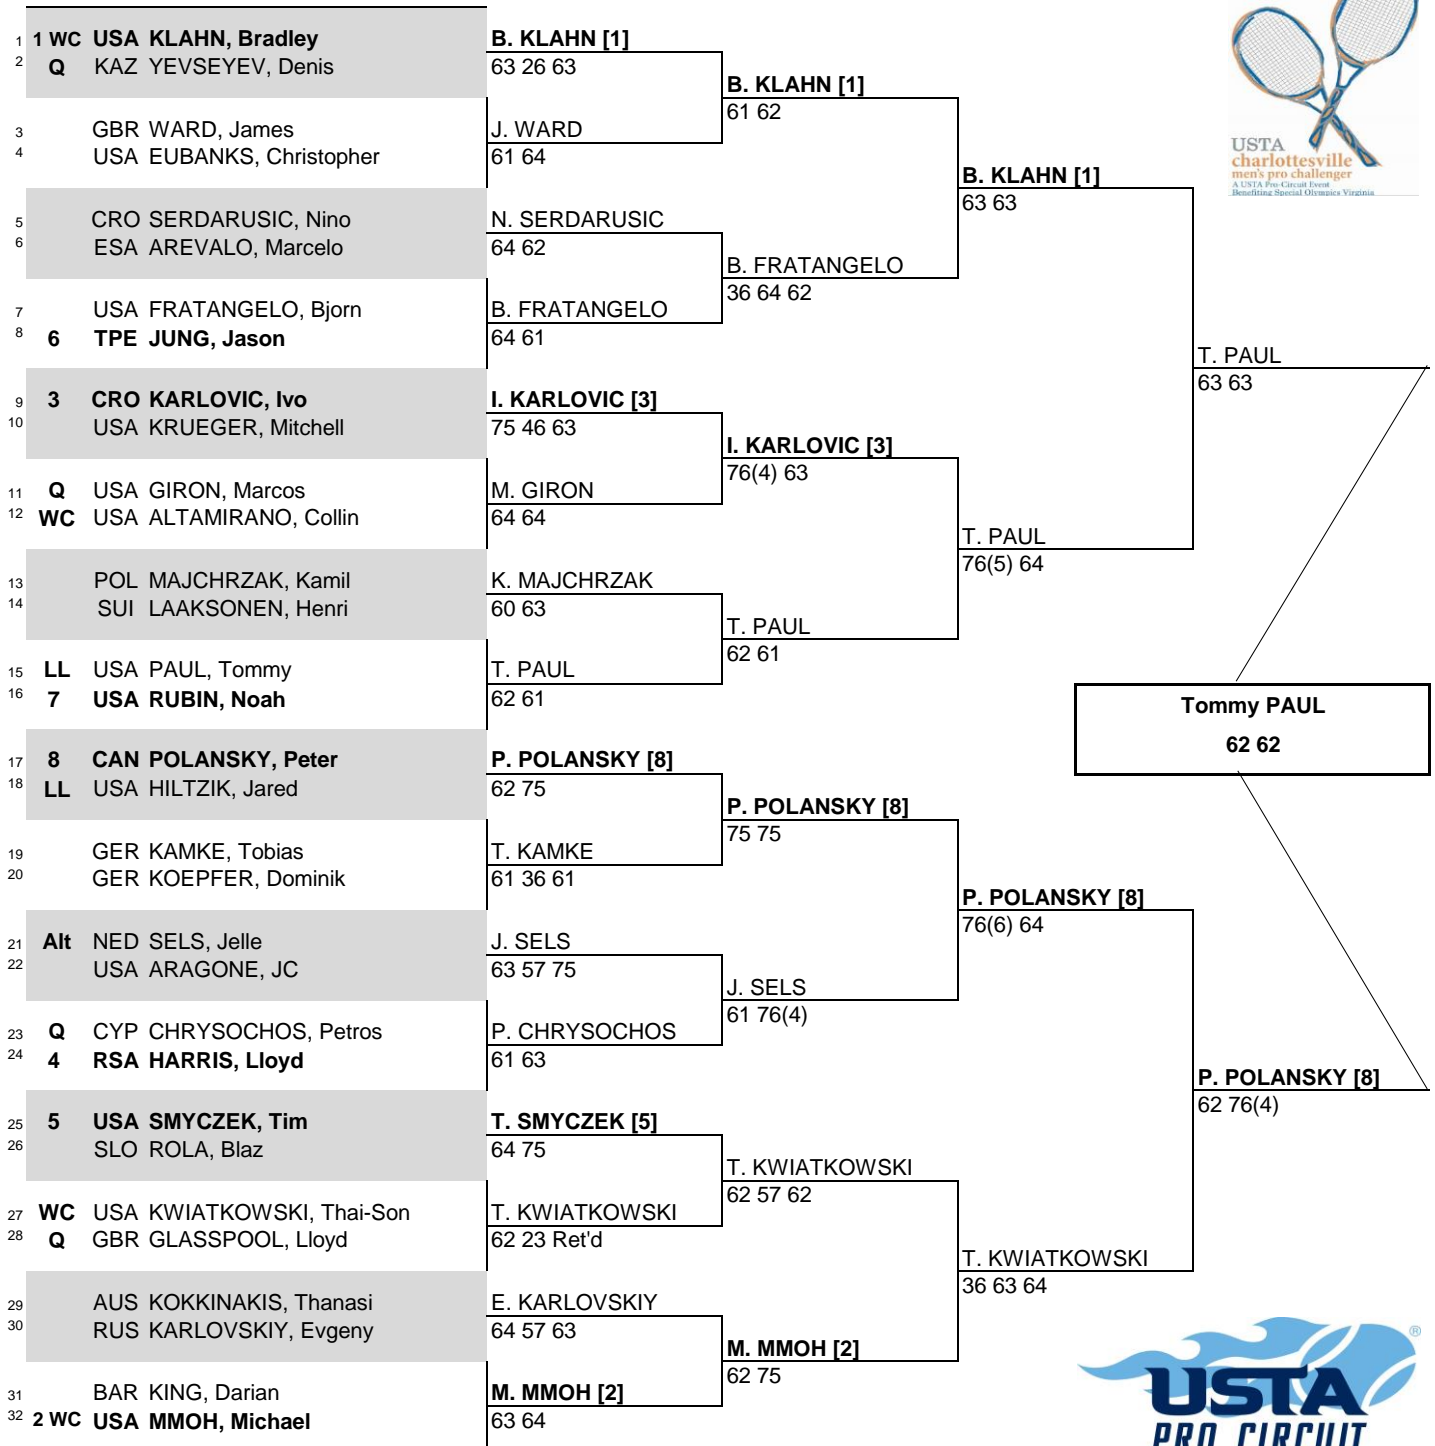 1 1 WC USA KLAHN, Bradley
2 Q KAZ YEVSEYEV, Denis
3 GBR WARD, James
4 USA EUBANKS, Christopher
5 CRO SERDARUSIC, Nino
6 ESA AREVALO, Marcelo
7 USA FRATANGELO, Bjorn
8 6 TPE JUNG, Jason
9 3 CRO KARLOVIC, Ivo
10 USA KRUEGER, Mitchell
11 Q USA GIRON, Marcos
12 WC USA ALTAMIRANO, Collin
13 POL MAJCHRZAK, Kamil
14 SUI LAAKSONEN, Henri
15 LL USA PAUL, Tommy
16 7 USA RUBIN, Noah
17 8 CAN POLANSKY, Peter
18 LL USA HILTZIK, Jared
19 GER KAMKE, Tobias
20 GER KOEPFER, Dominik
21 Alt NED SELS, Jelle
22 USA ARAGONE, JC
23 Q CYP CHRYSOCHOS, Petros
24 4 RSA HARRIS, Lloyd
25 5 USA SMYCZEK, Tim
26 SLO ROLA, Blaz
27 WC USA KWIATKOWSKI, Thai-Son
28 Q GBR GLASSPOOL, Lloyd
29 AUS KOKKINAKIS, Thanasi
30 RUS KARLOVSKIY, Evgeny
31 BAR KING, Darian
32 2 WC USA MMOH, Michael
B. KLAHN [1]
63 26 63
J. WARD
61 64
N. SERDARUSIC
64 62
B. FRATANGELO
64 61
I. KARLOVIC [3]
75 46 63
M. GIRON
64 64
K. MAJCHRZAK
60 63
T. PAUL
62 61
P. POLANSKY [8]
62 75
T. KAMKE
61 36 61
J. SELS
63 57 75
P. CHRYSOCHOS
61 63
T. SMYCZEK [5]
64 75
T. KWIATKOWSKI
62 23 Ret'd
E. KARLOVSKIY
64 57 63
M. MMOH [2]
63 64
B. KLAHN [1]
61 62
B. FRATANGELO
36 64 62
I. KARLOVIC [3]
76(4) 63
T. PAUL
62 61
P. POLANSKY [8]
75 75
J. SELS
61 76(4)
T. KWIATKOWSKI
62 57 62
M. MMOH [2]
62 75
B. KLAHN [1]
63 63
T. PAUL
76(5) 64
P. POLANSKY [8]
76(6) 64
T. KWIATKOWSKI
36 63 64
T. PAUL
63 63
P. POLANSKY [8]
62 76(4)
Tommy PAUL
62 62
USTA
charlottesville
men's pro challenger
A USTA Pro-Circuit Event
Benefiting Special Olympics Virginia
®
USTA
PRO CIRCUIT